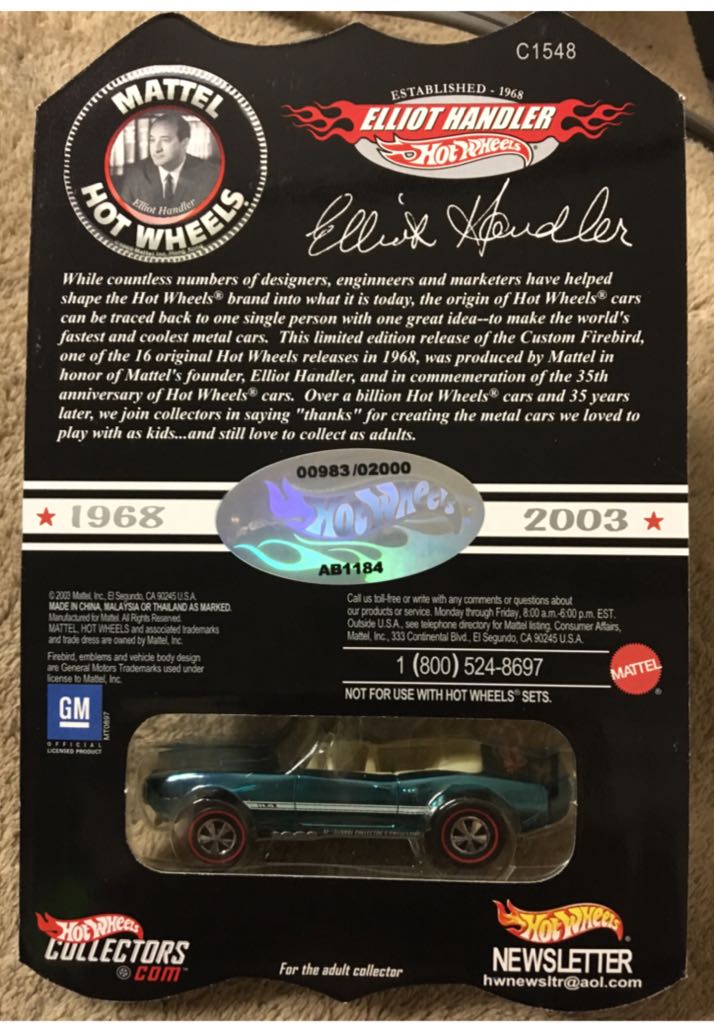 C1548
MATTEL
HOT WHEELS
Elliot Handler
ESTABLISHED - 1968
ELLIOT HANDLER
Hot Wheels®
Elliot Handler
While countless numbers of designers, enginneers and marketers have helped
shape the Hot Wheels® brand into what it is today, the origin of Hot Wheels® cars
can be traced back to one single person with one great idea--to make the world's
fastest and coolest metal cars. This limited edition release of the Custom Firebird,
one of the 16 original Hot Wheels releases in 1968, was produced by Mattel in
honor of Mattel's founder, Elliot Handler, and in commemeration of the 35th
anniversary of Hot Wheels® cars. Over a billion Hot Wheels® cars and 35 years
later, we join collectors in saying "thanks" for creating the metal cars we loved to
play with as kids...and still love to collect as adults.
00983/02000
Hot Wheels
AB1184
1968
2003
© 2003 Mattel, Inc., El Segundo, CA 90245 U.S.A.
MADE IN CHINA, MALAYSIA OR THAILAND AS MARKED.
Manufactured for Mattel. All Rights Reserved.
MATTEL, HOT WHEELS and associated trademarks
and trade dress are owned by Mattel, Inc.
Firebird, emblems and vehicle body design
are General Motors Trademarks used under
license to Mattel, Inc.
GM
OFFICIAL
LICENSED PRODUCT
MT0897
Call us toll-free or write with any comments or questions about
our products or service. Monday through Friday, 8:00 a.m.-6:00 p.m. EST.
Outside U.S.A., see telephone directory for Mattel listing. Consumer Affairs,
Mattel, Inc., 333 Continental Blvd., El Segundo, CA 90245 U.S.A.
1 (800) 524-8697
MATTEL®
NOT FOR USE WITH HOT WHEELS® SETS.
Hot Wheels
COLLECTORS
.COM™
For the adult collector
Hot Wheels®
NEWSLETTER
hwnewsltr@aol.com